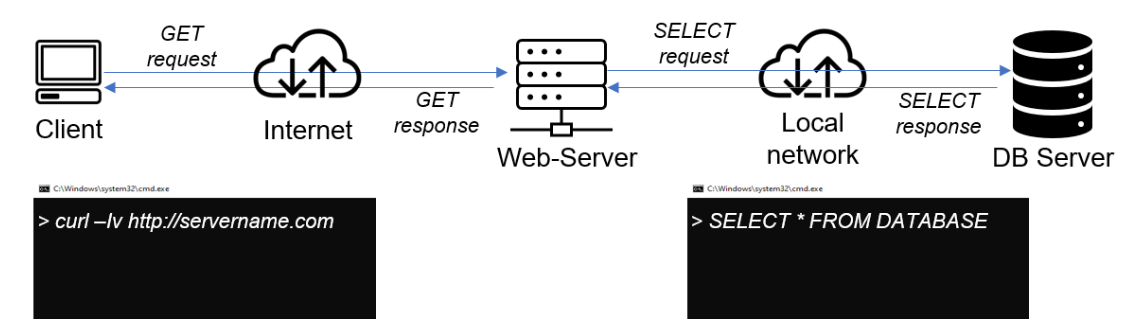 GET
request
SELECT
request
GET
response
SELECT
response
Client
Internet
Web-Server
Local
network
DB Server
C:\Windows\system32\cmd.exe
> curl –Iv http://servername.com
C:\Windows\system32\cmd.exe
> SELECT * FROM DATABASE